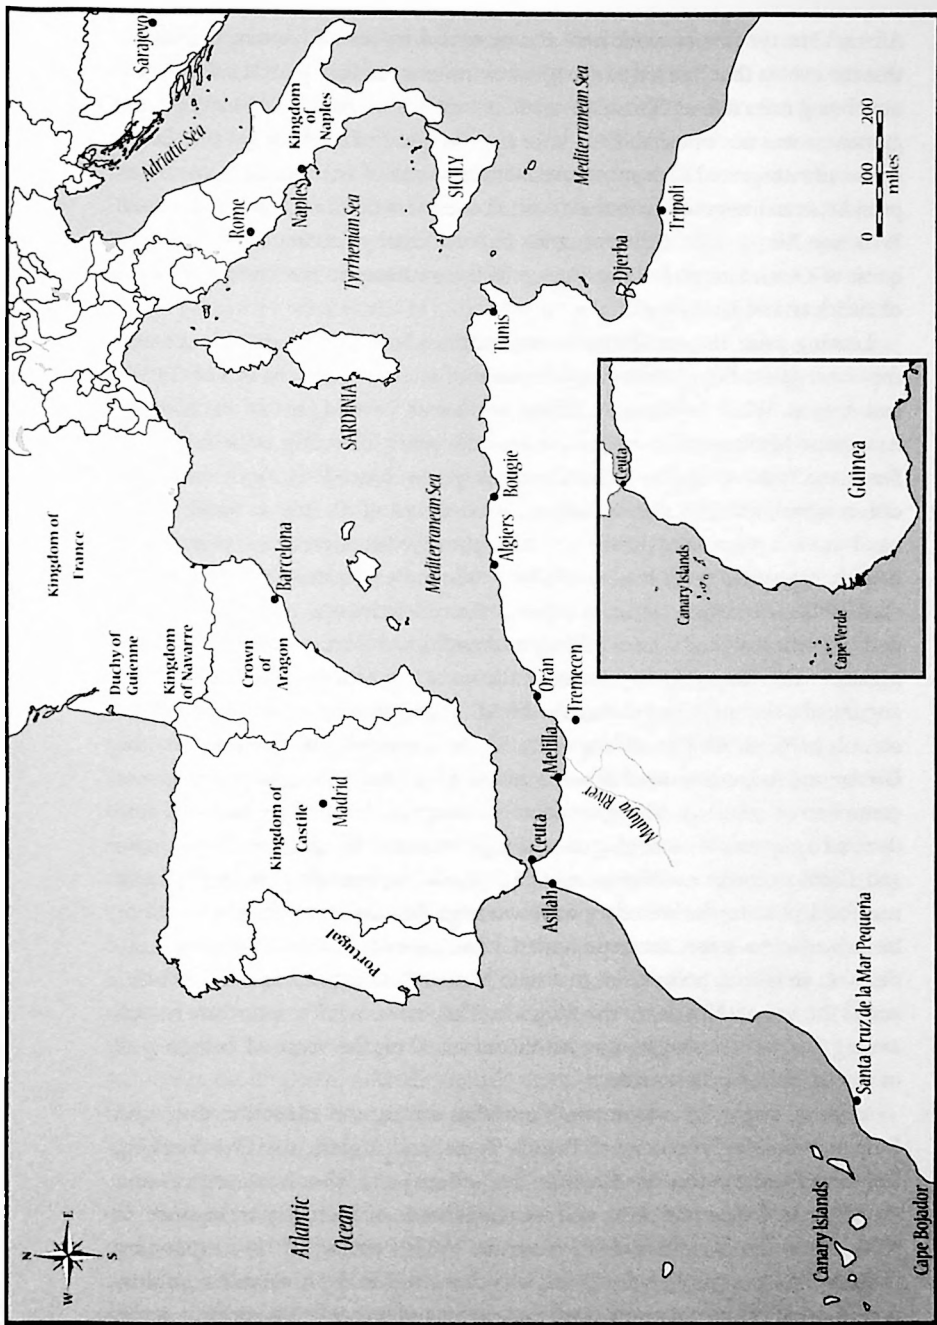 N
W
E
S
Atlantic
Ocean
Kingdom of
France
Duchy of
Guienne
Kingdom
of Navarre
Crown
of
Aragon
Barcelona
Kingdom of
Castile
Madrid
Portugal
Sarajevo
Adriatic Sea
Rome
Kingdom
of
Naples
Naples
Tyrrhenian Sea
SARDINIA
SICILY
Mediterranean Sea
Mediterranean Sea
Ceuta
Asilah
Melilla
Oran
Tremecen
Algiers
Bougie
Tunis
Djerba
Tripoli
Muluya River
Santa Cruz de la Mar Pequena
Canary Islands
Cape Bojador
Ceuta
Canary Islands
Cape Verde
Guinea
0 100 200
miles